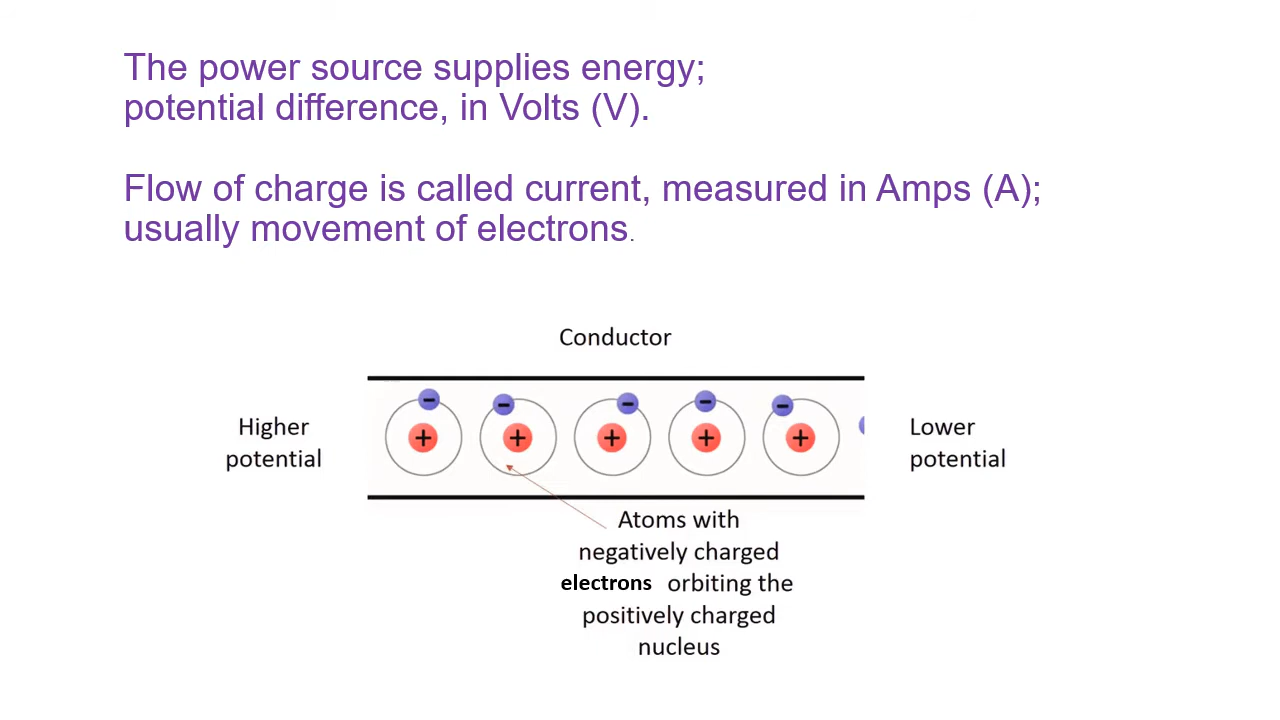 The power source supplies energy;
potential difference, in Volts (V).
Flow of charge is called current, measured in Amps (A);
usually movement of electrons.
Conductor
Higher
potential
− − − − −
+ + + + +
Lower
potential
Atoms with
negatively charged
electrons orbiting the
positively charged
nucleus